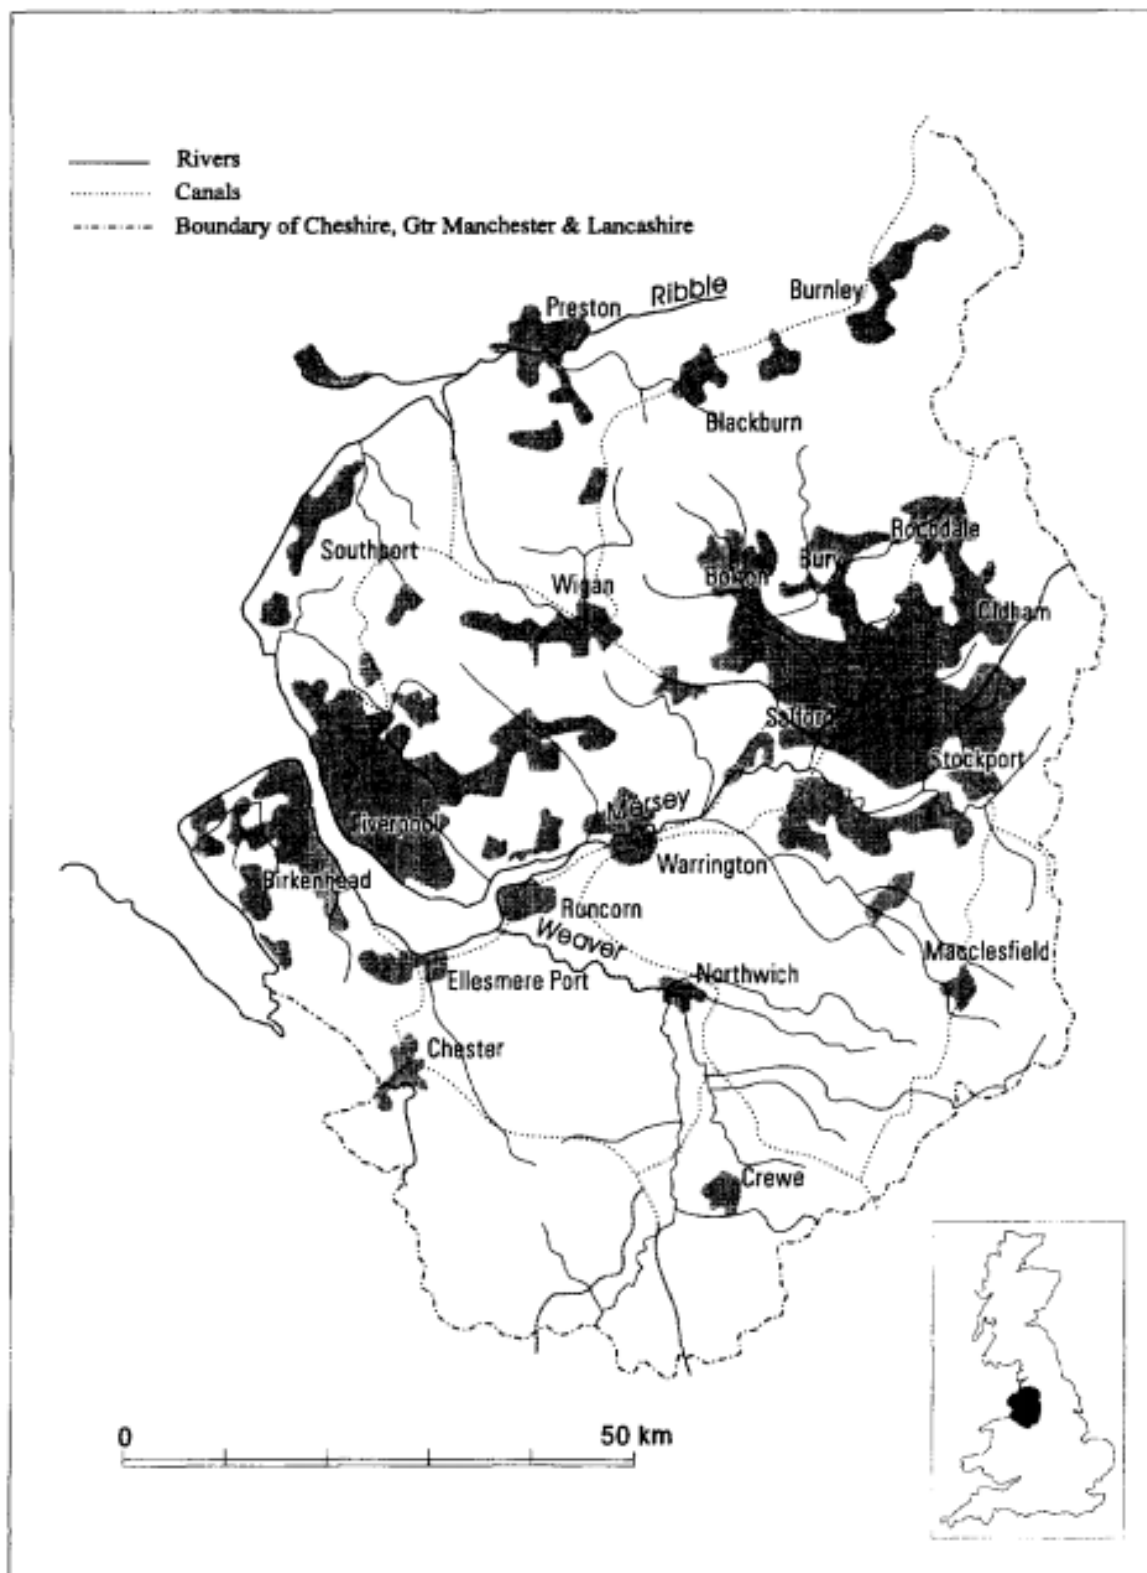 Rivers
Canals
Boundary of Cheshire, Gtr Manchester & Lancashire
Preston
Ribble
Burnley
Blackburn
Rochdale
Southport
Bury
Bolton
Wigan
Oldham
Salford
Stockport
Mersey
Liverpool
Warrington
Birkenhead
Runcorn
Weaver
Macclesfield
Northwich
Ellesmere Port
Chester
Crewe
0 50 km